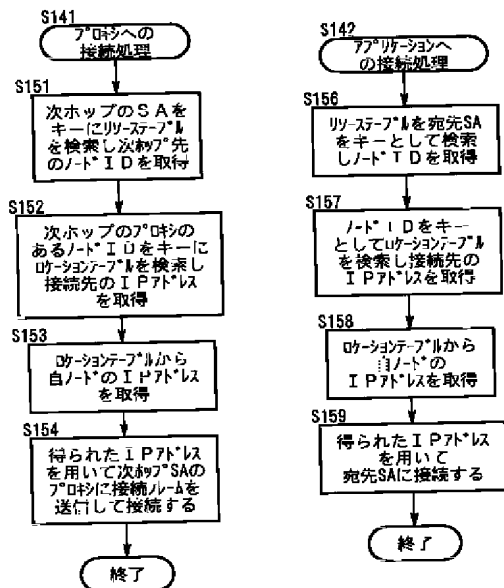 S141
プロキシへの
接続処理
S151
次ホップのSAを
キーにリソーステーブル
を検索し次ホップ先
のノードIDを取得
S152
次ホップのプロキシの
あるノードIDをキーに
ロケーションテーブルを検索し
接続先のIPアドレス
を取得
S153
ロケーションテーブルから
自ノードのIPアドレス
を取得
S154
得られたIPアドレス
を用いて次ホップSAの
プロキシに接続フレームを
送信して接続する
終了
S142
アプリケーションへ
の接続処理
S156
リソーステーブルを宛先SA
をキーとして検索
しノードIDを取得
S157
ノードIDをキー
としてロケーションテーブル
を検索し接続先の
IPアドレスを取得
S158
ロケーションテーブルから
自ノードの
IPアドレスを取得
S159
得られたIPアドレス
を用いて
宛先SAに接続する
終了